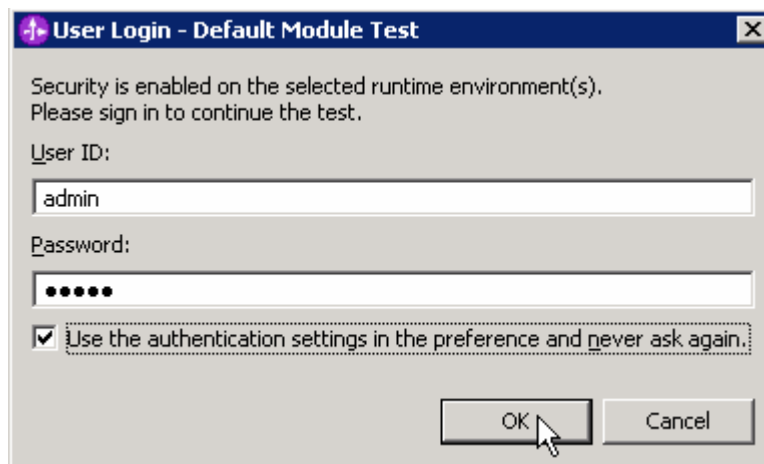 User Login - Default Module Test
Security is enabled on the selected runtime environment(s).
Please sign in to continue the test.
User ID:
admin
Password:
●●●●●
Use the authentication settings in the preference and never ask again.
OK Cancel